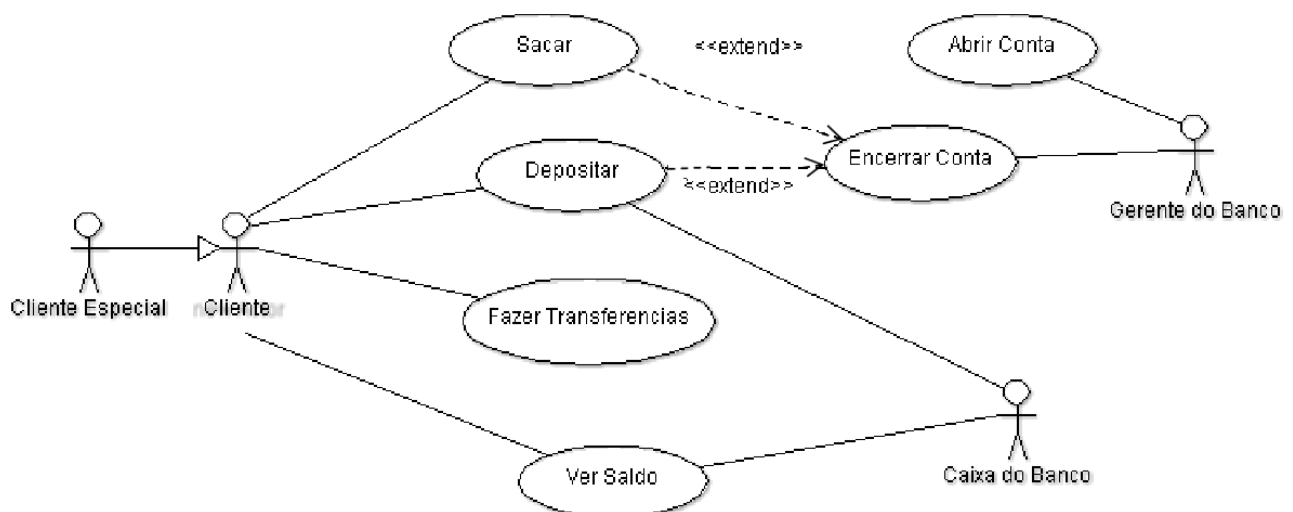 Sacar
<<extend>>
Abrir Conta
Depositar
<<extend>>
Encerrar Conta
Gerente do Banco
Cliente Especial
Cliente
Fazer Transferencias
Ver Saldo
Caixa do Banco